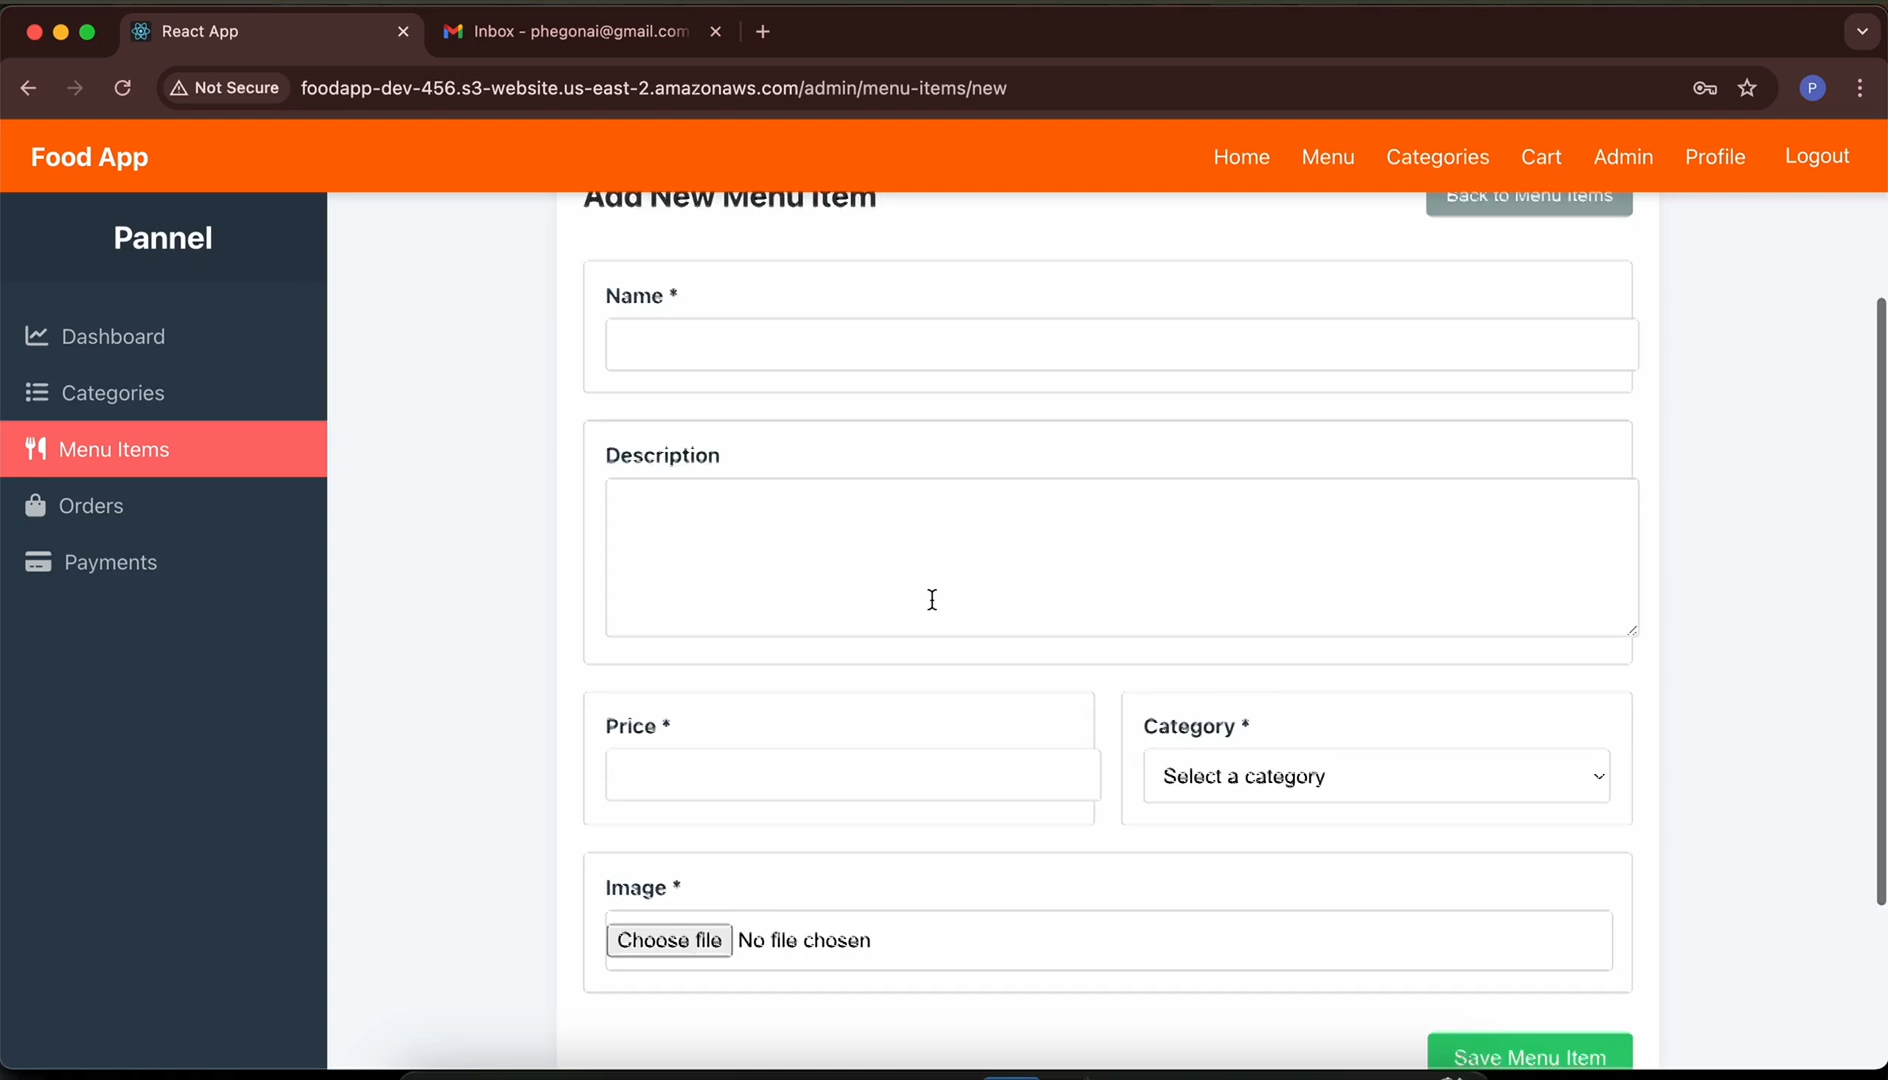 React App
Inbox - phegonai@gmail.com
Not Secure
foodapp-dev-456.s3-website.us-east-2.amazonaws.com/admin/menu-items/new
P
Food App
Home
Menu
Categories
Cart
Admin
Profile
Logout
Pannel
Dashboard
Categories
Menu Items
Orders
Payments
Add New Menu Item
Back to Menu Items
Name *
Description
Price *
Category *
Select a category
Image *
Choose file No file chosen
Save Menu Item